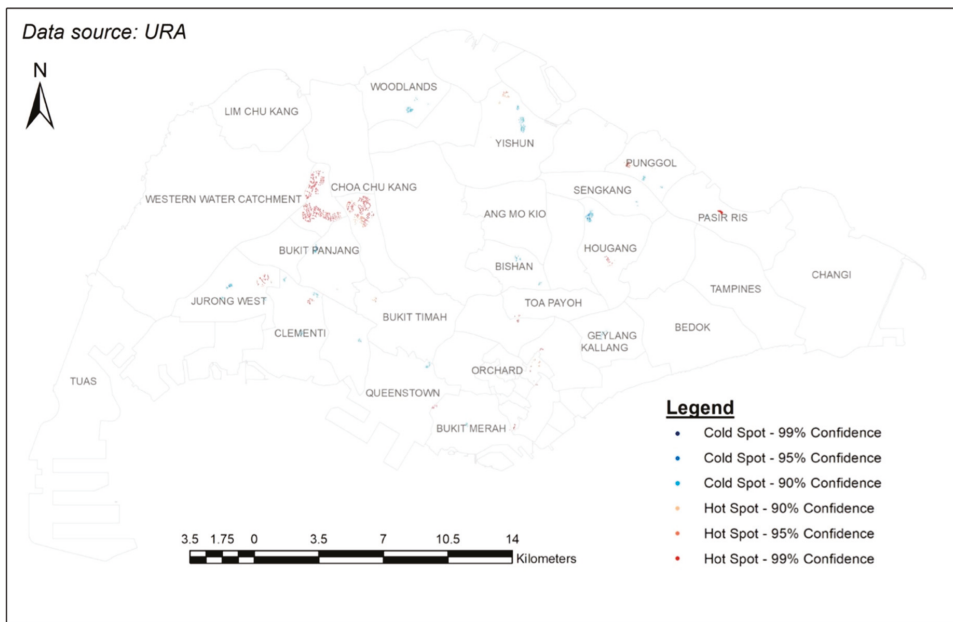 Data source: URA
N
WOODLANDS
LIM CHU KANG
YISHUN
PUNGGOL
SENGKANG
CHOA CHU KANG
WESTERN WATER CATCHMENT
ANG MO KIO
PASIR RIS
BUKIT PANJANG
HOUGANG
BISHAN
CHANGI
TAMPINES
JURONG WEST
TOA PAYOH
BUKIT TIMAH
BEDOK
CLEMENTI
GEYLANG
KALLANG
ORCHARD
TUAS
QUEENSTOWN
BUKIT MERAH
Legend
Cold Spot - 99% Confidence
Cold Spot - 95% Confidence
Cold Spot - 90% Confidence
Hot Spot - 90% Confidence
Hot Spot - 95% Confidence
Hot Spot - 99% Confidence
3.5 1.75 0 3.5 7 10.5 14
Kilometers